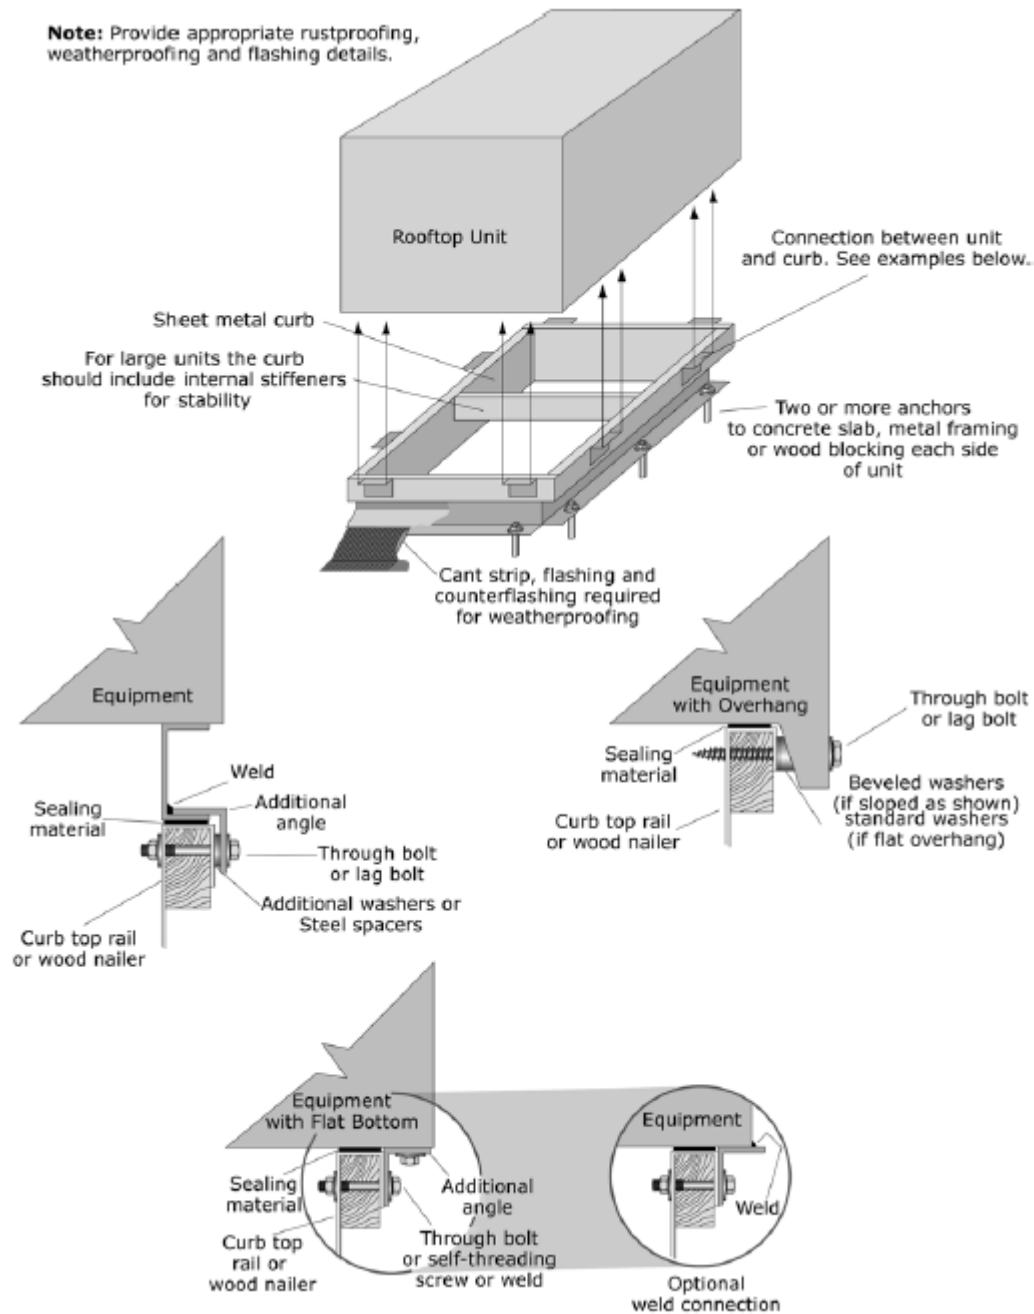 Note: Provide appropriate rustproofing,
weatherproofing and flashing details.
Rooftop Unit
Connection between unit
and curb. See examples below.
Sheet metal curb
For large units the curb
should include internal stiffeners
for stability
Two or more anchors
to concrete slab, metal framing
or wood blocking each side
of unit
Cant strip, flashing and
counterflashing required
for weatherproofing
Equipment
Weld
Sealing
material
Additional
angle
Through bolt
or lag bolt
Additional washers or
Steel spacers
Curb top rail
or wood nailer
Equipment
with Overhang
Through bolt
or lag bolt
Sealing
material
Beveled washers
(if sloped as shown)
standard washers
(if flat overhang)
Curb top rail
or wood nailer
Equipment
with Flat Bottom
Sealing
material
Additional
angle
Curb top
rail or
wood nailer
Through bolt
or self-threading
screw or weld
Equipment
Weld
Optional
weld connection